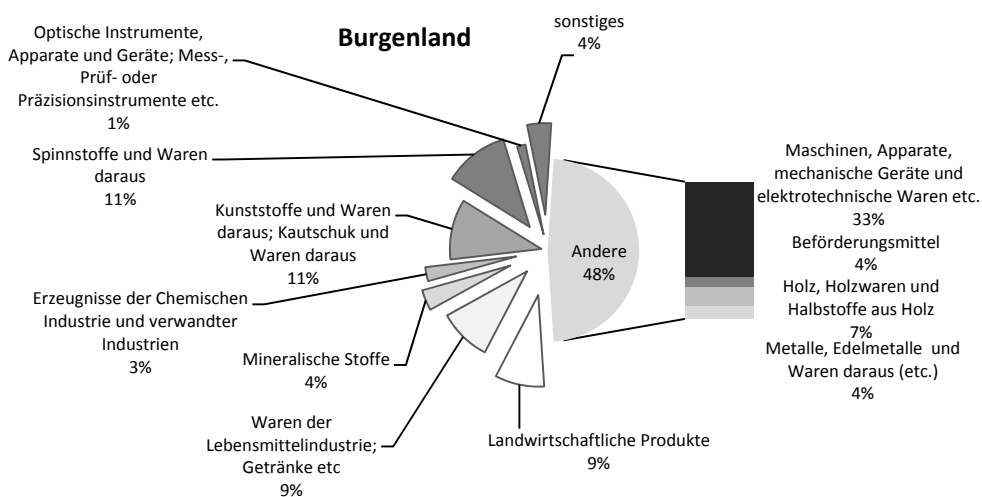 Burgenland
sonstiges
4%
Optische Instrumente,
Apparate und Geräte; Mess-,
Prüf- oder
Präzisionsinstrumente etc.
1%
Spinnstoffe und Waren
daraus
11%
Kunststoffe und Waren
daraus; Kautschuk und
Waren daraus
11%
Erzeugnisse der Chemischen
Industrie und verwandter
Industrien
3%
Mineralische Stoffe
4%
Waren der
Lebensmittelindustrie;
Getränke etc
9%
Landwirtschaftliche Produkte
9%
Andere
48%
Maschinen, Apparate,
mechanische Geräte und
elektrotechnische Waren etc.
33%
Beförderungsmittel
4%
Holz, Holzwaren und
Halbstoffe aus Holz
7%
Metalle, Edelmetalle und
Waren daraus (etc.)
4%